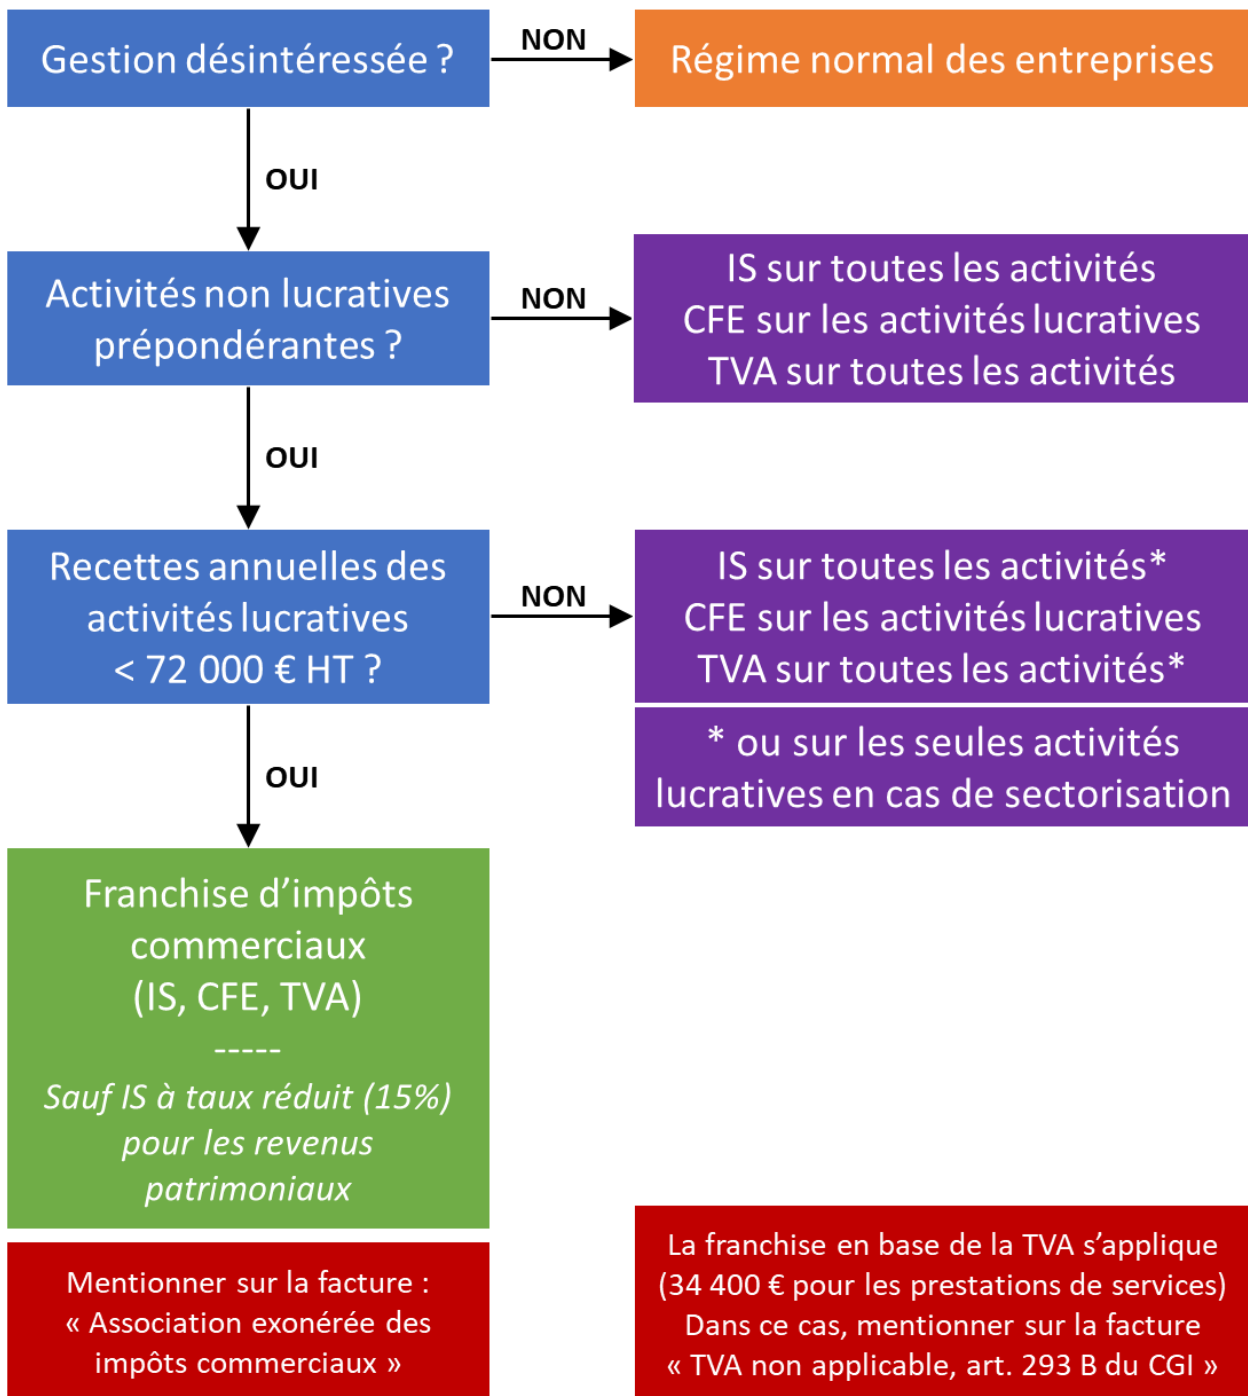 Gestion désintéressée ?
NON
Régime normal des entreprises
OUI
Activités non lucratives
prépondérantes ?
NON
IS sur toutes les activités
CFE sur les activités lucratives
TVA sur toutes les activités
OUI
Recettes annuelles des
activités lucratives
< 72 000 € HT ?
NON
IS sur toutes les activités*
CFE sur les activités lucratives
TVA sur toutes les activités*
* ou sur les seules activités
lucratives en cas de sectorisation
OUI
Franchise d’impôts
commerciaux
(IS, CFE, TVA)
-----
Sauf IS à taux réduit (15%)
pour les revenus
patrimoniaux
Mentionner sur la facture :
« Association exonérée des
impôts commerciaux »
La franchise en base de la TVA s’applique
(34 400 € pour les prestations de services)
Dans ce cas, mentionner sur la facture
« TVA non applicable, art. 293 B du CGI »